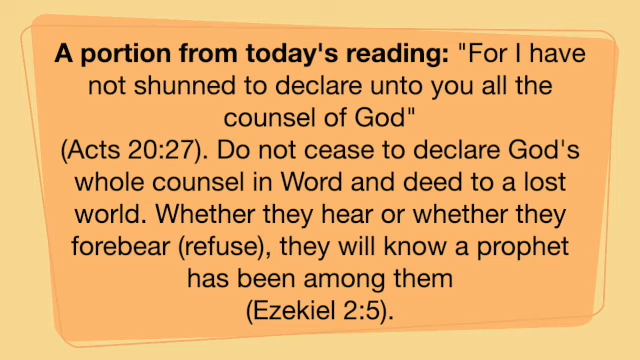 A portion from today's reading: "For I have
not shunned to declare unto you all the
counsel of God"
(Acts 20:27). Do not cease to declare God's
whole counsel in Word and deed to a lost
world. Whether they hear or whether they
forebear (refuse), they will know a prophet
has been among them
(Ezekiel 2:5).